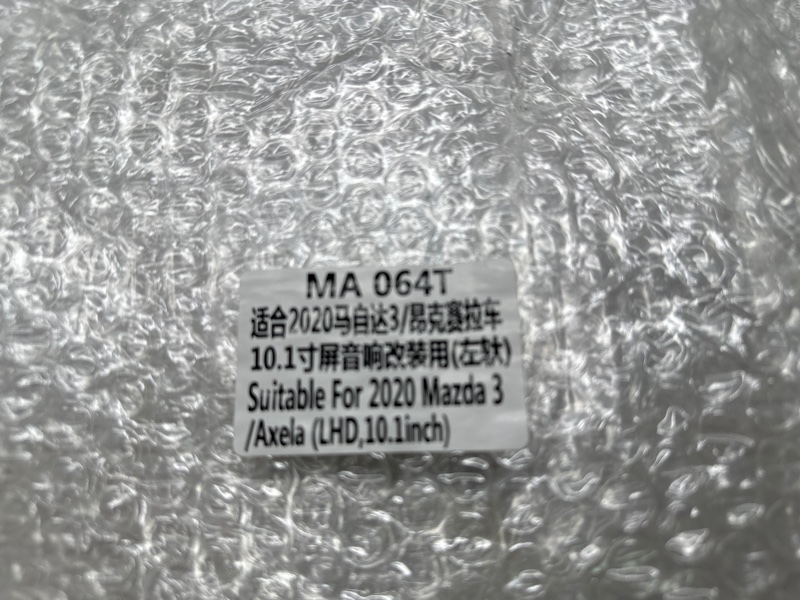 MA 064T
适合2020马自达3/昂克赛拉车
10.1寸屏音响改装用(左軚)
Suitable For 2020 Mazda 3
/Axela (LHD,10.1inch)